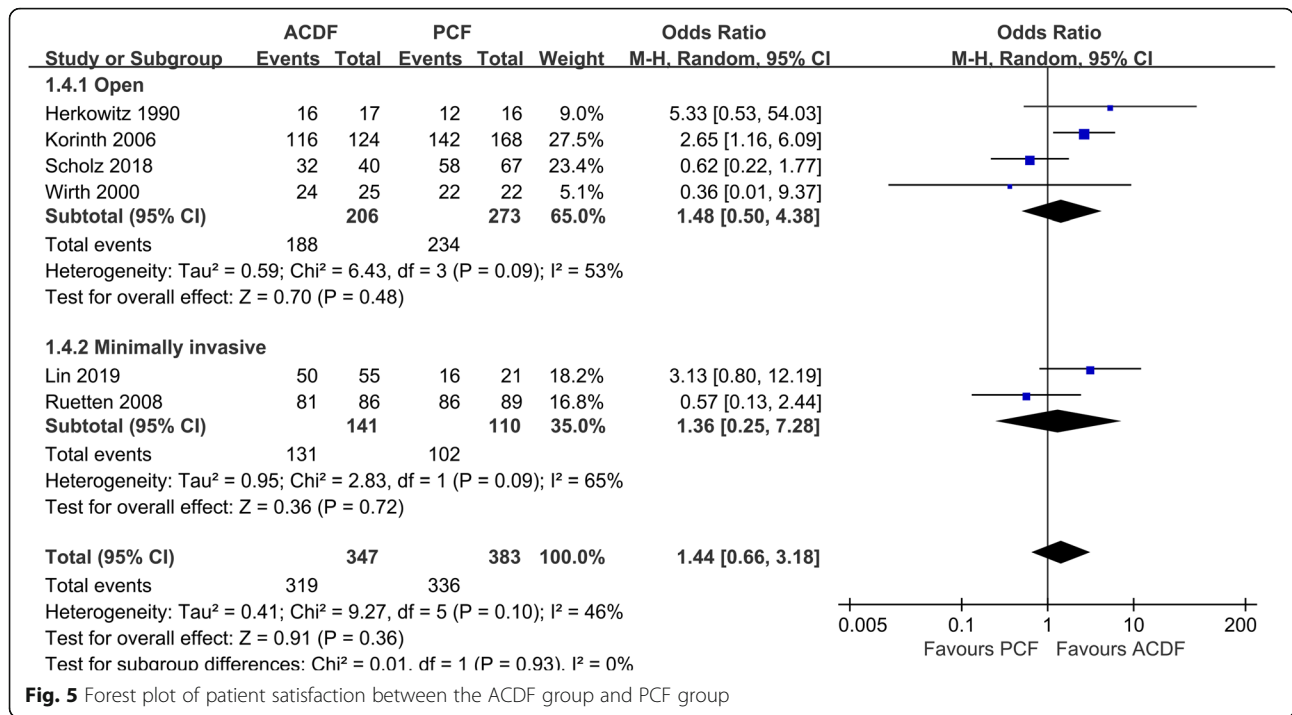 ACDF PCF Odds Ratio Odds Ratio
Study or Subgroup Events Total Events Total Weight M-H, Random, 95% CI M-H, Random, 95% CI
1.4.1 Open
Herkowitz 1990 16 17 12 16 9.0% 5.33 [0.53, 54.03]
Korinth 2006 116 124 142 168 27.5% 2.65 [1.16, 6.09]
Scholz 2018 32 40 58 67 23.4% 0.62 [0.22, 1.77]
Wirth 2000 24 25 22 22 5.1% 0.36 [0.01, 9.37]
Subtotal (95% CI) 206 273 65.0% 1.48 [0.50, 4.38]
Total events 188 234
Heterogeneity: Tau² = 0.59; Chi² = 6.43, df = 3 (P = 0.09); I² = 53%
Test for overall effect: Z = 0.70 (P = 0.48)
1.4.2 Minimally invasive
Lin 2019 50 55 16 21 18.2% 3.13 [0.80, 12.19]
Ruetten 2008 81 86 86 89 16.8% 0.57 [0.13, 2.44]
Subtotal (95% CI) 141 110 35.0% 1.36 [0.25, 7.28]
Total events 131 102
Heterogeneity: Tau² = 0.95; Chi² = 2.83, df = 1 (P = 0.09); I² = 65%
Test for overall effect: Z = 0.36 (P = 0.72)
Total (95% CI) 347 383 100.0% 1.44 [0.66, 3.18]
Total events 319 336
Heterogeneity: Tau² = 0.41; Chi² = 9.27, df = 5 (P = 0.10); I² = 46%
Test for overall effect: Z = 0.91 (P = 0.36)
Test for subgroup differences: Chi² = 0.01, df = 1 (P = 0.93), I² = 0%
0.005 0.1 1 10 200
Favours PCF Favours ACDF
Fig. 5 Forest plot of patient satisfaction between the ACDF group and PCF group